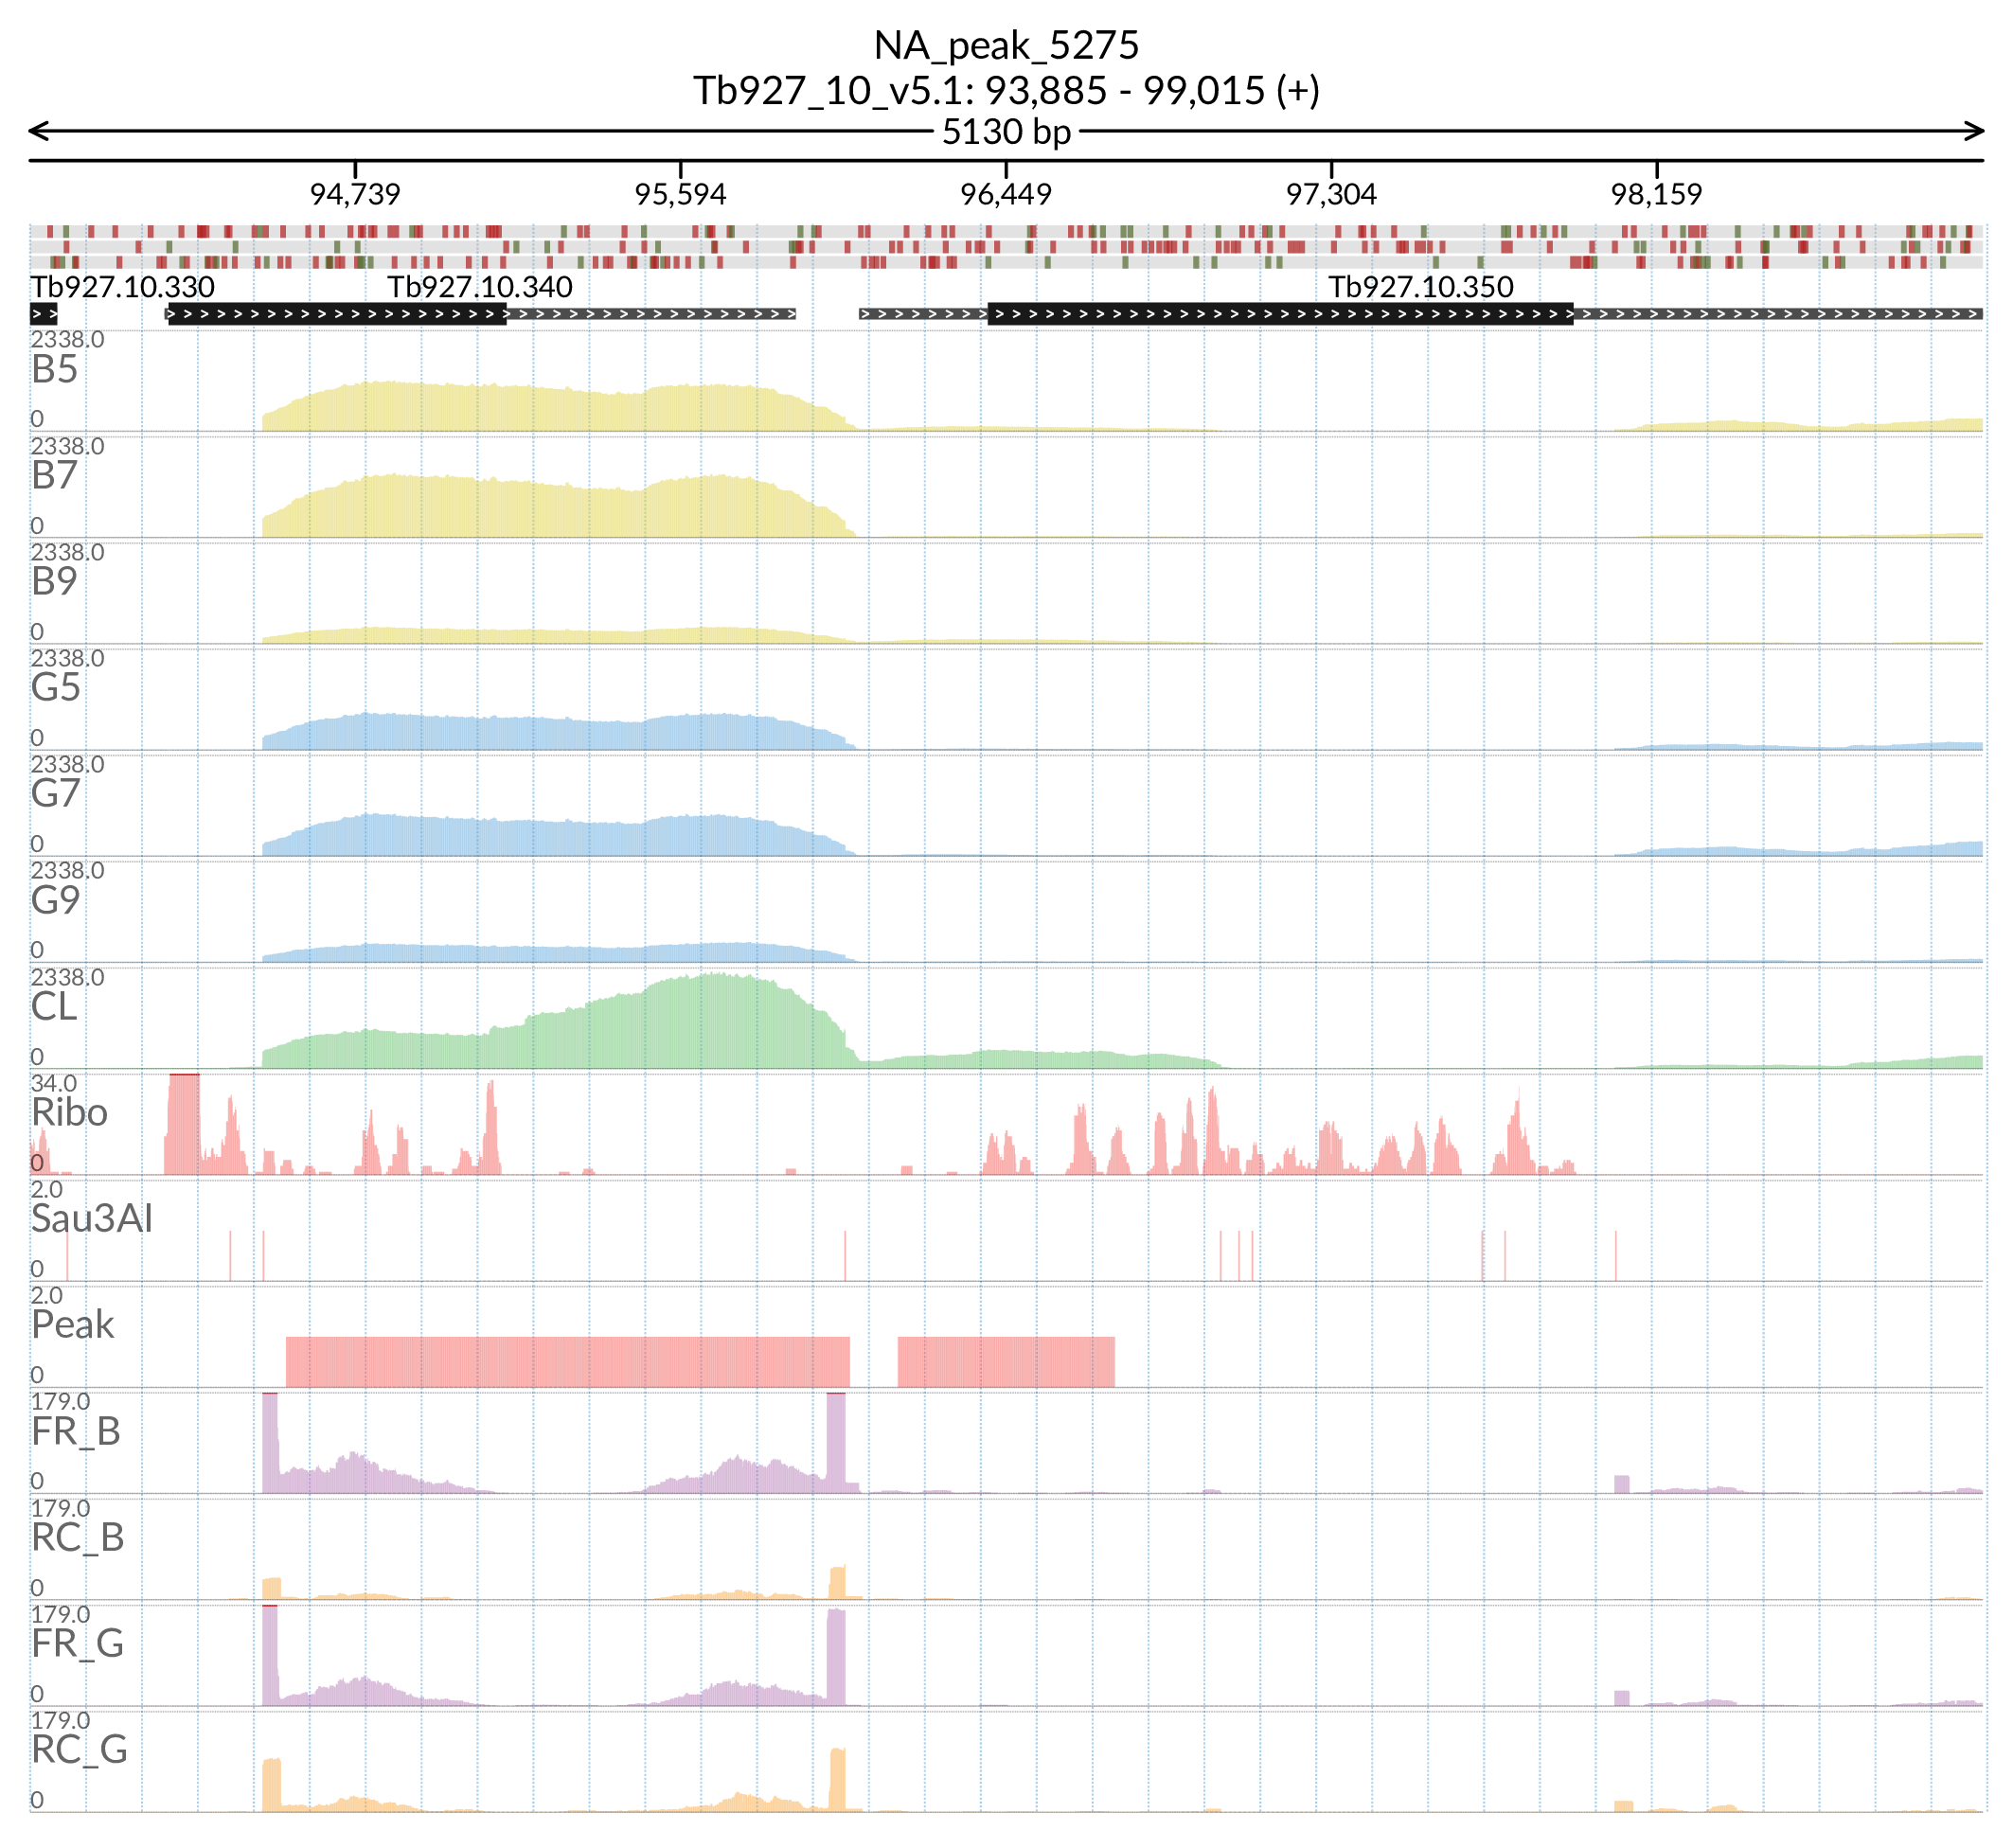 NA_peak_5275
Tb927_10_v5.1: 93,885 - 99,015 (+)
5130 bp
94,739 95,594 96,449 97,304 98,159
Tb927.10.330 Tb927.10.340 Tb927.10.350
2338.0
B5
0
2338.0
B7
0
2338.0
B9
0
2338.0
G5
0
2338.0
G7
0
2338.0
G9
0
2338.0
CL
0
34.0
Ribo
0
2.0
Sau3AI
0
2.0
Peak
0
179.0
FR_B
0
179.0
RC_B
0
179.0
FR_G
0
179.0
RC_G
0